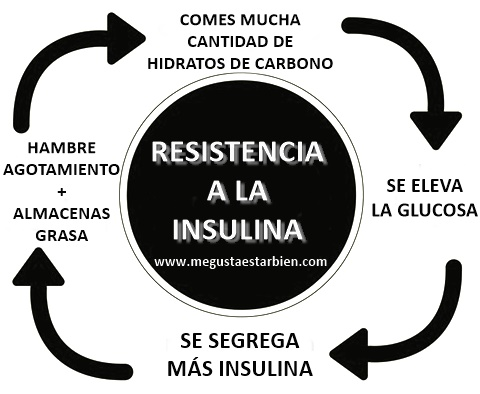 COMES MUCHA
CANTIDAD DE
HIDRATOS DE CARBONO
SE ELEVA
LA GLUCOSA
SE SEGREGA
MÁS INSULINA
HAMBRE
AGOTAMIENTO
+
ALMACENAS
GRASA
RESISTENCIA
A LA
INSULINA
www.megustaestarbien.com